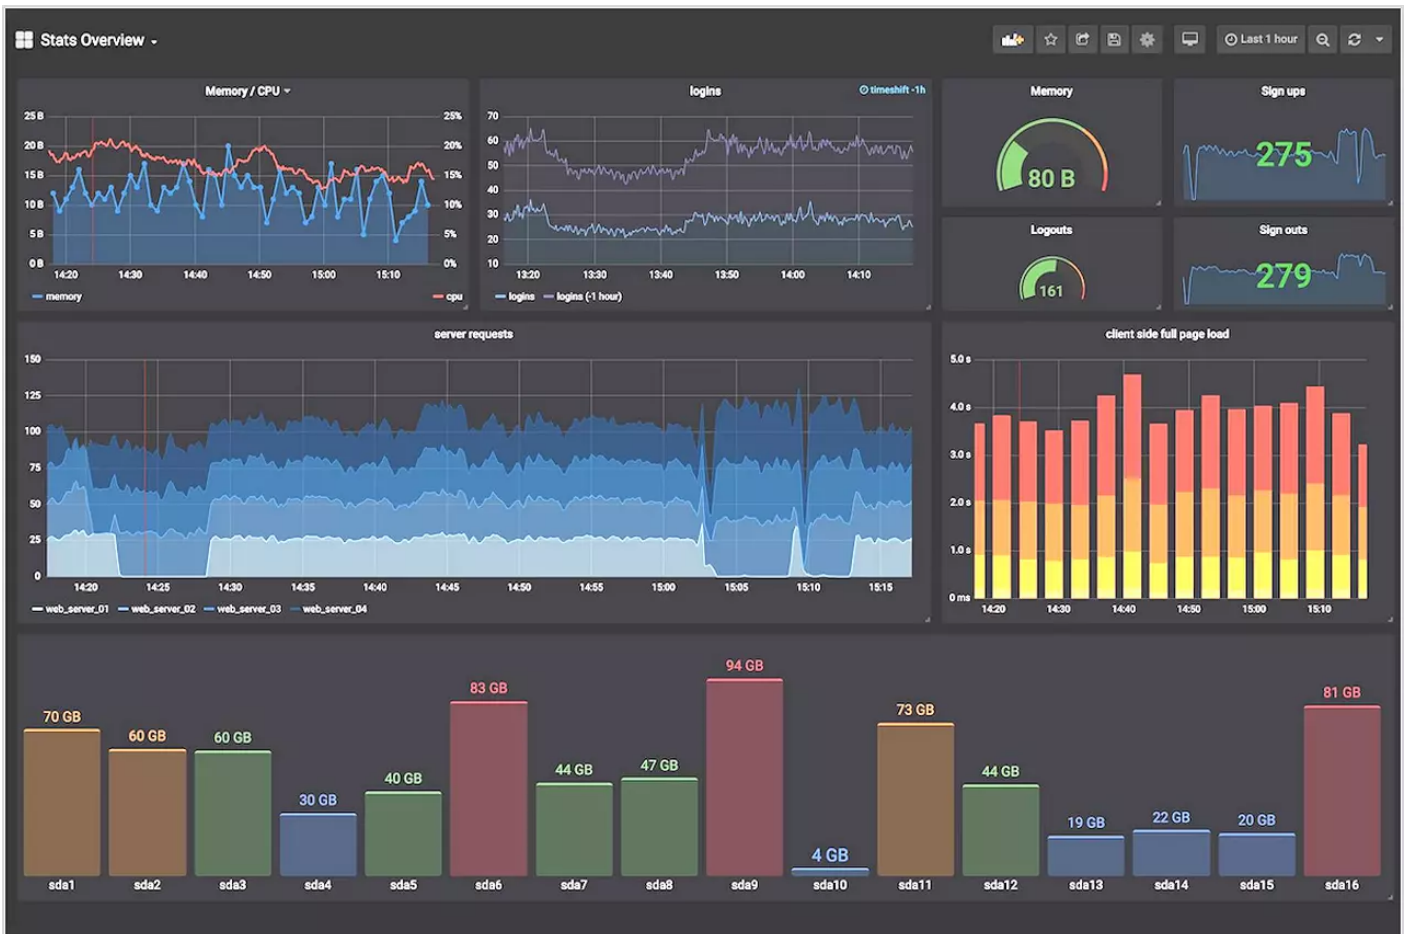 Stats Overview
Last 1 hour
Memory / CPU
25 B
20 B
15 B
10 B
5 B
0 B
25%
20%
15%
10%
5%
0%
14:20 14:30 14:40 14:50 15:00 15:10
memory cpu
logins
timeshift -1h
70
60
50
40
30
20
10
13:20 13:30 13:40 13:50 14:00 14:10
logins logins (-1 hour)
Memory
80 B
Sign ups
275
Logouts
161
Sign outs
279
server requests
150
125
100
75
50
25
0
14:20 14:25 14:30 14:35 14:40 14:45 14:50 14:55 15:00 15:05 15:10 15:15
web_server_01 web_server_02 web_server_03 web_server_04
client side full page load
5.0 s
4.0 s
3.0 s
2.0 s
1.0 s
0 ms
14:20 14:30 14:40 14:50 15:00 15:10
70 GB 60 GB 60 GB 30 GB 40 GB 83 GB 44 GB 47 GB 94 GB 4 GB 73 GB 44 GB 19 GB 22 GB 20 GB 81 GB
sda1 sda2 sda3 sda4 sda5 sda6 sda7 sda8 sda9 sda10 sda11 sda12 sda13 sda14 sda15 sda16